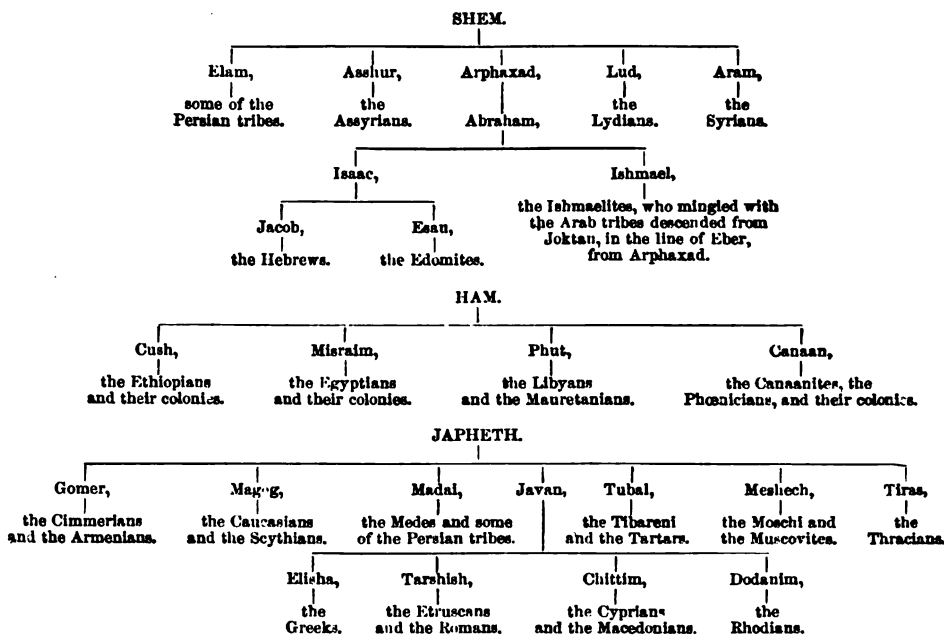 SHEM.
Elam, Asshur, Arphaxad, Lud, Aram,
some of the the the the
Persian tribes. Assyrians. Abraham, Lydians. Syrians.
Isaac, Ishmael,
the Ishmaelites, who mingled with
the Arab tribes descended from
Jacob, Esau, Joktan, in the line of Eber,
the Hebrews. the Edomites. from Arphaxad.
HAM.
Cush, Misraim, Phut, Canaan,
the Ethiopians the Egyptians the Libyans the Canaanites, the
and their colonies. and their colonies. and the Mauretanians. Phœnicians, and their colonies.
JAPHETH.
Gomer, Magog, Madai, Javan, Tubal, Meshech, Tiras,
the Cimmerians the Caucasians the Medes and some the Tibareni the Moschi and the
and the Armenians. and the Scythians. of the Persian tribes. and the Tartars. the Muscovites. Thracians.
Elisha, Tarshish, Chittim, Dodanim,
the the Etruscans the Cyprians the
Greeks. and the Romans. and the Macedonians. Rhodians.